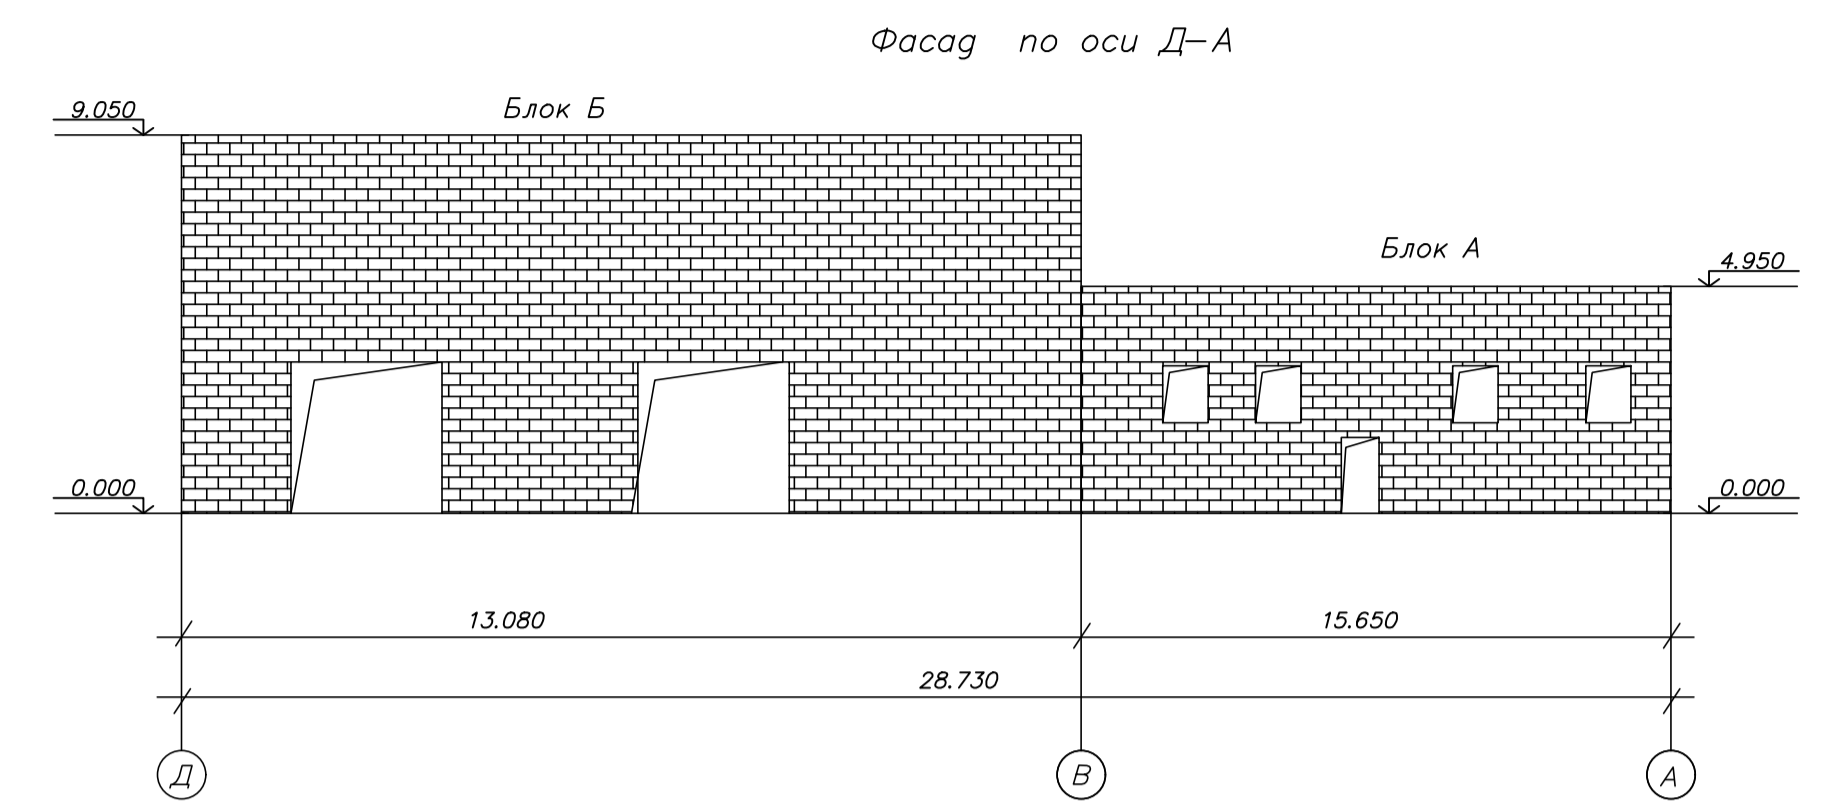 Фасад по оси Д-А
9.050
Блок Б
Блок А
4.950
0.000
0.000
13.080
15.650
28.730
Д
В
А